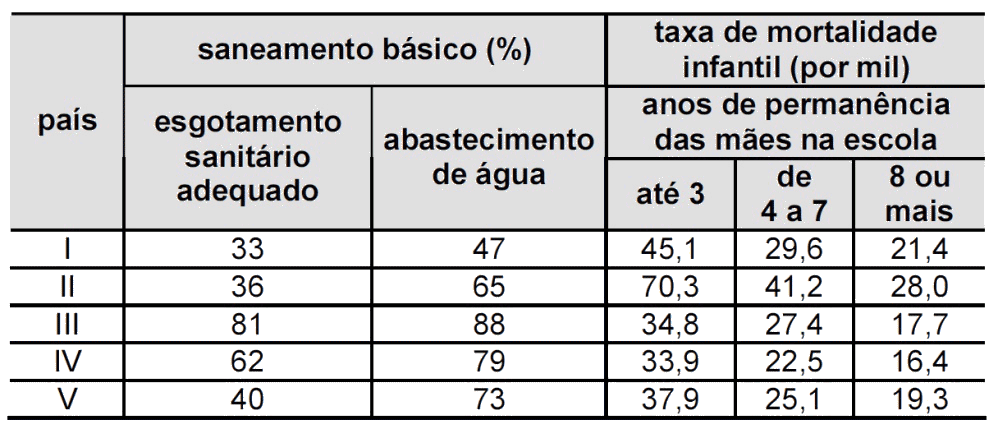 país
saneamento básico (%)
taxa de mortalidade
infantil (por mil)
esgotamento
sanitário
adequado
abastecimento
de água
anos de permanência
das mães na escola
até 3
de
4 a 7
8 ou
mais
I 33 47 45,1 29,6 21,4
II 36 65 70,3 41,2 28,0
III 81 88 34,8 27,4 17,7
IV 62 79 33,9 22,5 16,4
V 40 73 37,9 25,1 19,3